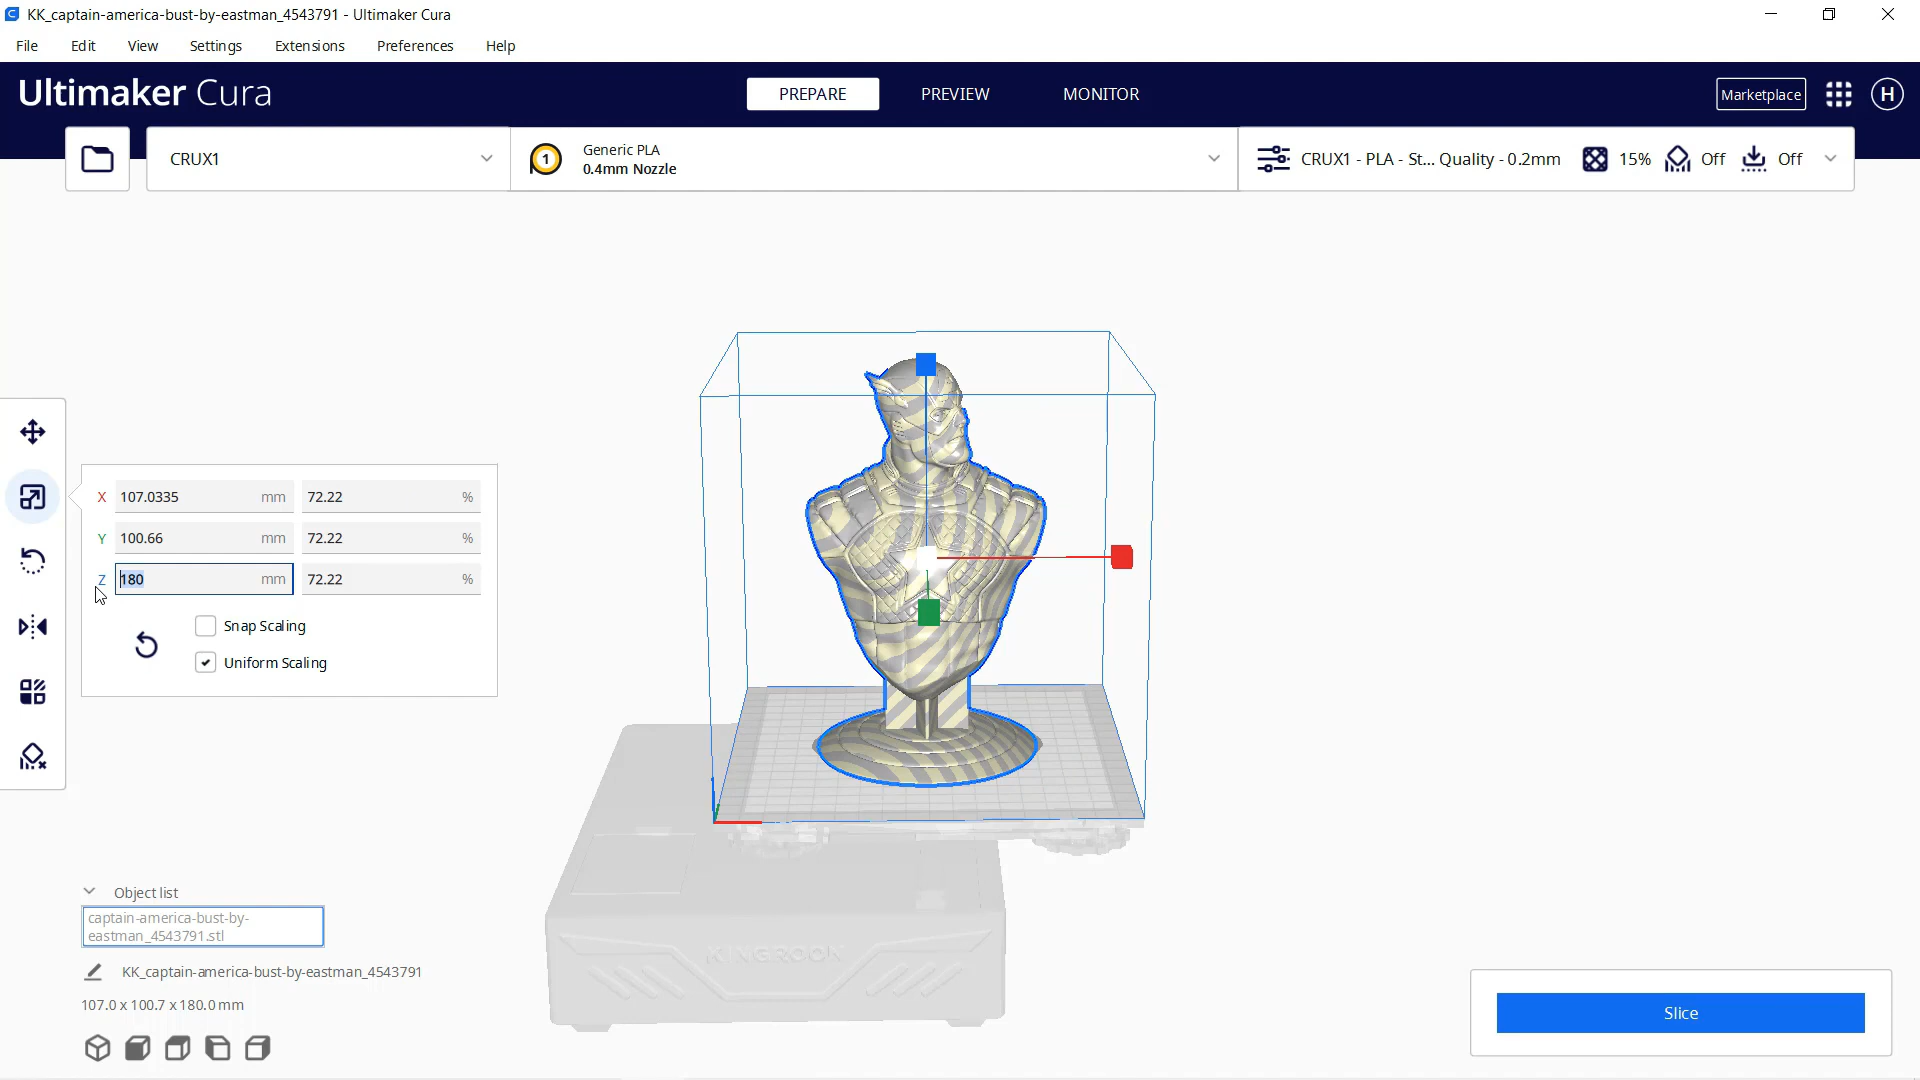 KK_captain-america-bust-by-eastman_4543791 - Ultimaker Cura
File Edit View Settings Extensions Preferences Help
Ultimaker Cura
PREPARE PREVIEW MONITOR
Marketplace
H
CRUX1
1
Generic PLA
0.4mm Nozzle
CRUX1 - PLA - St... Quality - 0.2mm
15%
Off
Off
X 107.0335 mm 72.22 %
Y 100.66 mm 72.22 %
Z 180 mm 72.22 %
Snap Scaling
Uniform Scaling
Object list
captain-america-bust-by-
eastman_4543791.stl
KK_captain-america-bust-by-eastman_4543791
107.0 x 100.7 x 180.0 mm
KINGROON
Slice